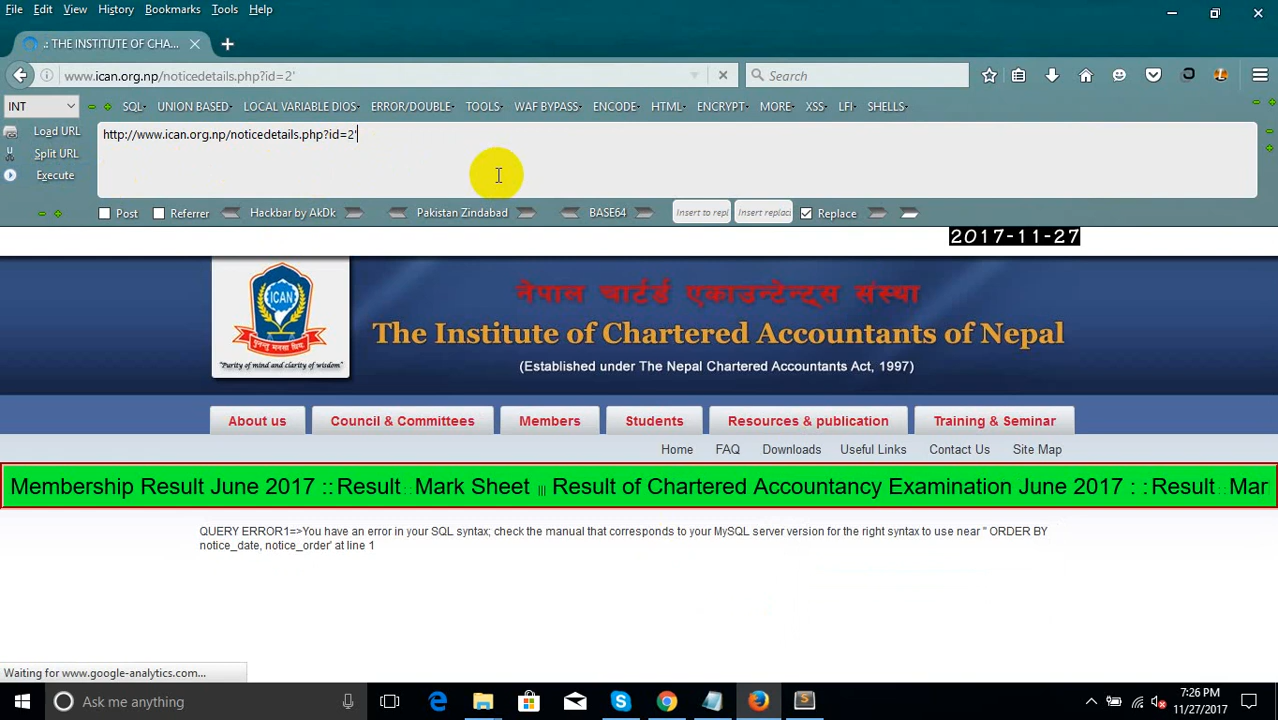 File Edit View History Bookmarks Tools Help
.: THE INSTITUTE OF CHA...
www.ican.org.np/noticedetails.php?id=2'
Search
INT
SQL UNION BASED LOCAL VARIABLE DIOS ERROR/DOUBLE TOOLS WAF BYPASS ENCODE HTML ENCRYPT MORE XSS LFI SHELLS
Load URL
http://www.ican.org.np/noticedetails.php?id=2'
Split URL
Execute
Post Referrer Hackbar by AkDk Pakistan Zindabad BASE64 Insert to repl Insert replac Replace
2017-11-27
नेपाल चार्टर्ड एकाउन्टेन्ट्स संस्था
The Institute of Chartered Accountants of Nepal
(Established under The Nepal Chartered Accountants Act, 1997)
ICAN
"Purity of mind and clarity of wisdom"
About us Council & Committees Members Students Resources & publication Training & Seminar
Home FAQ Downloads Useful Links Contact Us Site Map
Membership Result June 2017 :: Result :: Mark Sheet ||| Result of Chartered Accountancy Examination June 2017 : : Result :: Mar
QUERY ERROR1=>You have an error in your SQL syntax; check the manual that corresponds to your MySQL server version for the right syntax to use near '' ORDER BY
notice_date, notice_order' at line 1
Waiting for www.google-analytics.com...
Ask me anything
7:26 PM
11/27/2017